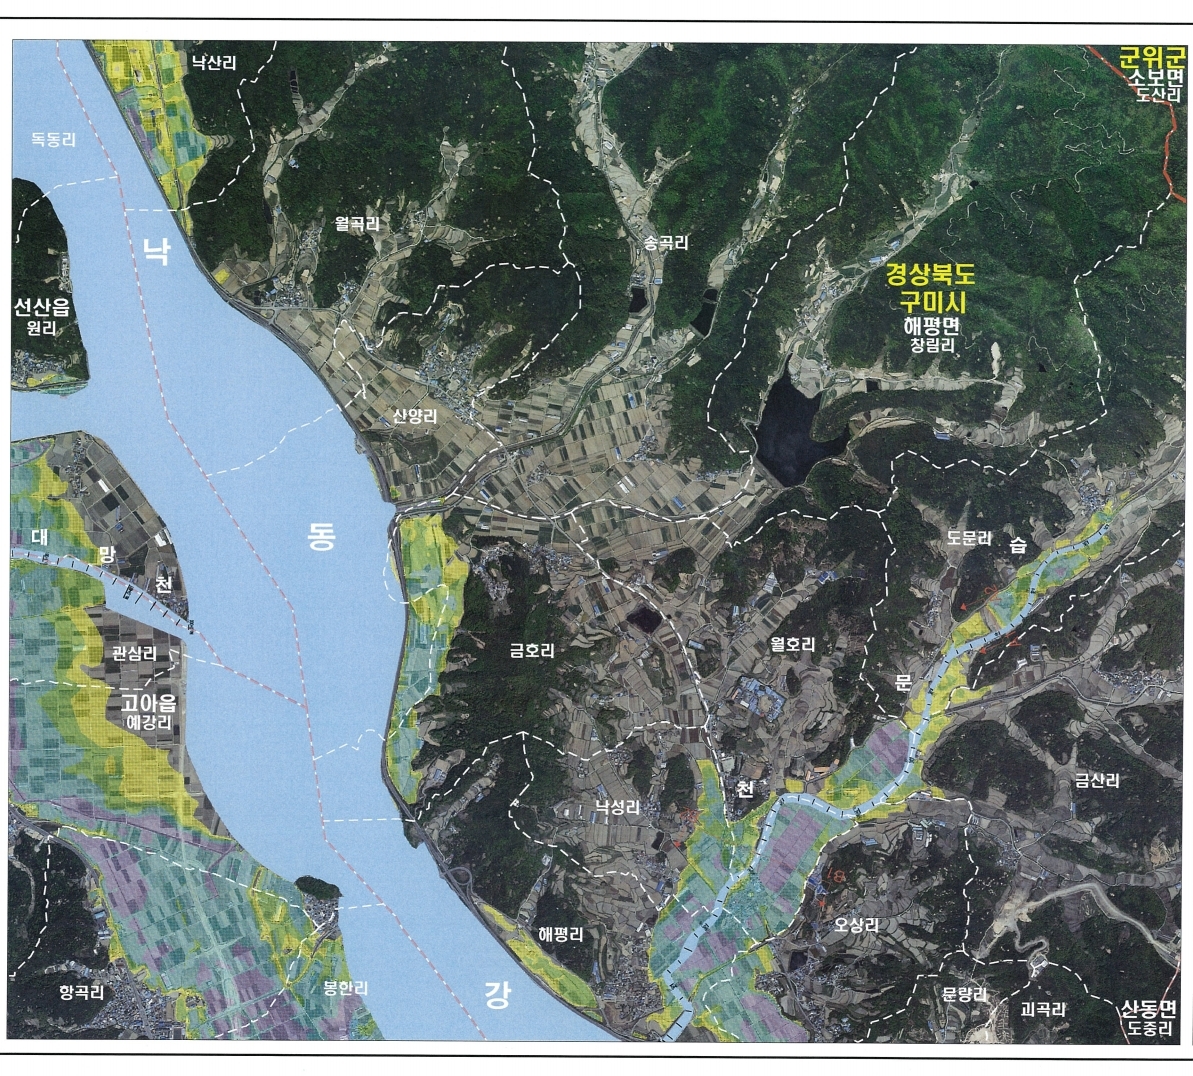 군위군
소보면
도산리
낙산리
독동리
월곡리
송곡리
낙
경상북도
구미시
해평면
창림리
선산읍
원리
산양리
동
도문리
습
대
망
천
관심리
금호리
월호리
문
고아읍
예강리
금산리
천
낙성리
오상리
해평리
항곡리
봉한리
강
문량리
괴곡리
산동면
도중리